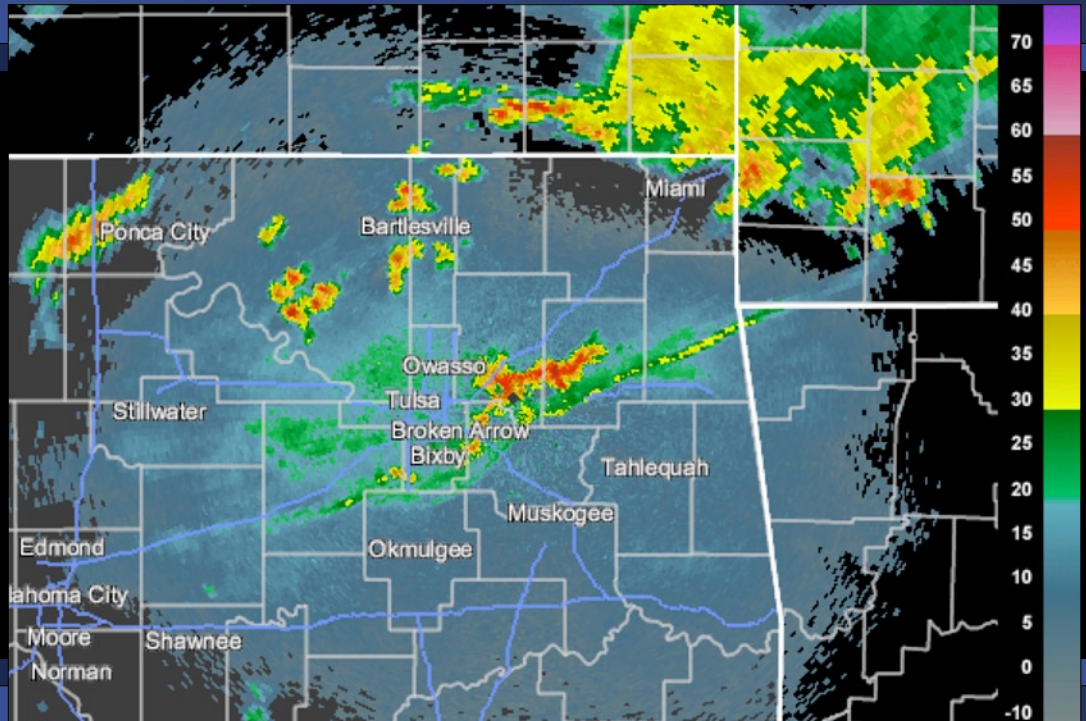 70
65
60
Miami
55
Bartlesville
50
Ponca City
45
40
35
Owasso
Tulsa
30
Stillwater
Broken Arrow
25
Bixby
Tahlequah
20
Muskogee
15
Edmond
Okmulgee
10
lahoma City
5
Moore
Shawnee
0
Norman
-10